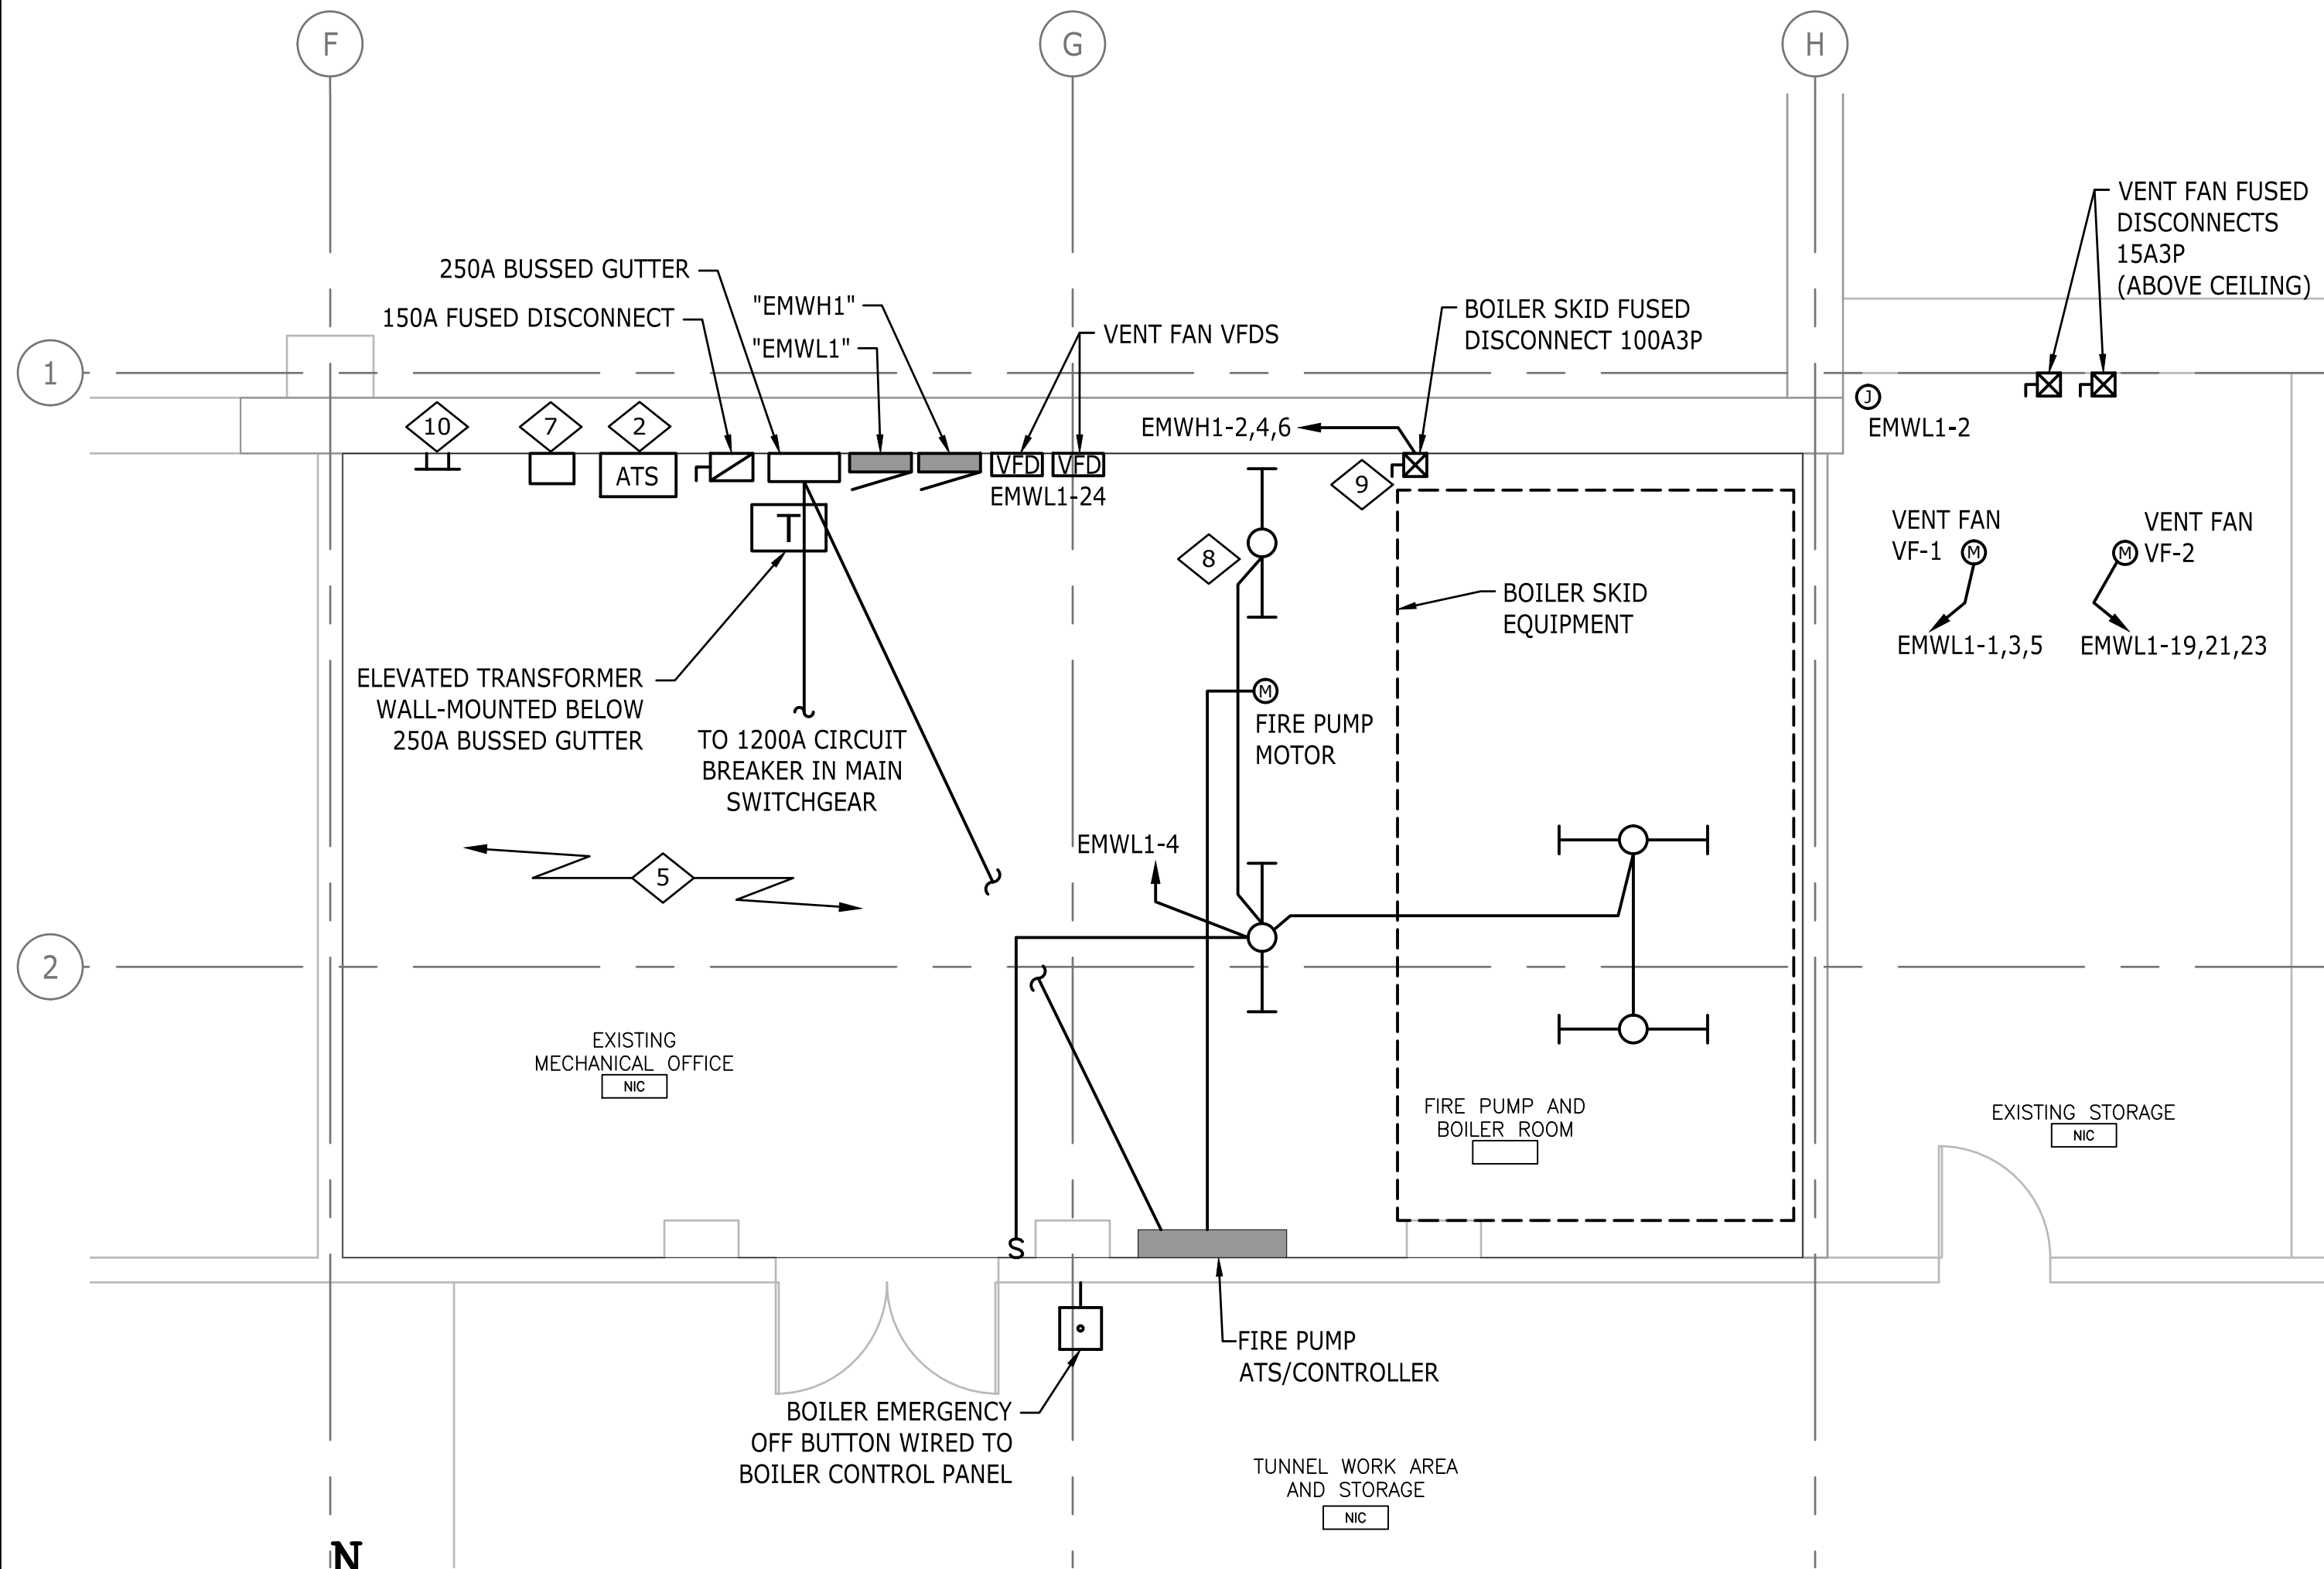 F
G
H
VENT FAN FUSED
DISCONNECTS
15A3P
(ABOVE CEILING)
250A BUSSED GUTTER
150A FUSED DISCONNECT
"EMWH1"
"EMWL1"
VENT FAN VFDS
BOILER SKID FUSED
DISCONNECT 100A3P
1
10
7
2
ATS
VFD
VFD
EMWL1-24
EMWH1-2,4,6
9
J
EMWL1-2
T
8
VENT FAN
VF-1
M
VENT FAN
M
VF-2
BOILER SKID
EQUIPMENT
EMWL1-1,3,5
EMWL1-19,21,23
ELEVATED TRANSFORMER
WALL-MOUNTED BELOW
250A BUSSED GUTTER
M
FIRE PUMP
MOTOR
TO 1200A CIRCUIT
BREAKER IN MAIN
SWITCHGEAR
EMWL1-4
5
2
EXISTING
MECHANICAL OFFICE
NIC
FIRE PUMP AND
BOILER ROOM
EXISTING STORAGE
NIC
S
FIRE PUMP
ATS/CONTROLLER
BOILER EMERGENCY
OFF BUTTON WIRED TO
BOILER CONTROL PANEL
TUNNEL WORK AREA
AND STORAGE
NIC
N